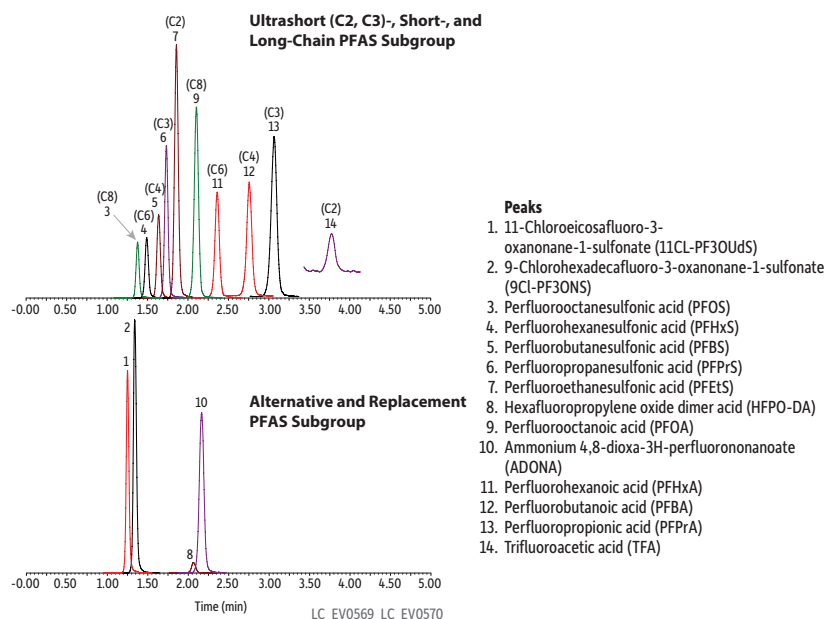 Ultrashort (C2, C3)-, Short-, and
Long-Chain PFAS Subgroup
(C8)
3
(C6)
4
(C4)
5
(C3)
6
(C2)
7
(C8)
9
(C6)
11
(C4)
12
(C3)
13
(C2)
14
-0.00 0.50 1.00 1.50 2.00 2.50 3.00 3.50 4.00 4.50 5.00
Alternative and Replacement
PFAS Subgroup
1
2
8
10
-0.00 0.50 1.00 1.50 2.00 2.50 3.00 3.50 4.00 4.50 5.00
Time (min)
LC_EV0569_LC_EV0570
Peaks
1. 11-Chloroeicosafluoro-3-
oxanonane-1-sulfonate (11CL-PF3OUdS)
2. 9-Chlorohexadecafluoro-3-oxanonane-1-sulfonate
(9Cl-PF3ONS)
3. Perfluorooctanesulfonic acid (PFOS)
4. Perfluorohexanesulfonic acid (PFHxS)
5. Perfluorobutanesulfonic acid (PFBS)
6. Perfluoropropanesulfonic acid (PFPrS)
7. Perfluoroethanesulfonic acid (PFEtS)
8. Hexafluoropropylene oxide dimer acid (HFPO-DA)
9. Perfluorooctanoic acid (PFOA)
10. Ammonium 4,8-dioxa-3H-perfluorononanoate
(ADONA)
11. Perfluorohexanoic acid (PFHxA)
12. Perfluorobutanoic acid (PFBA)
13. Perfluoropropionic acid (PFPrA)
14. Trifluoroacetic acid (TFA)